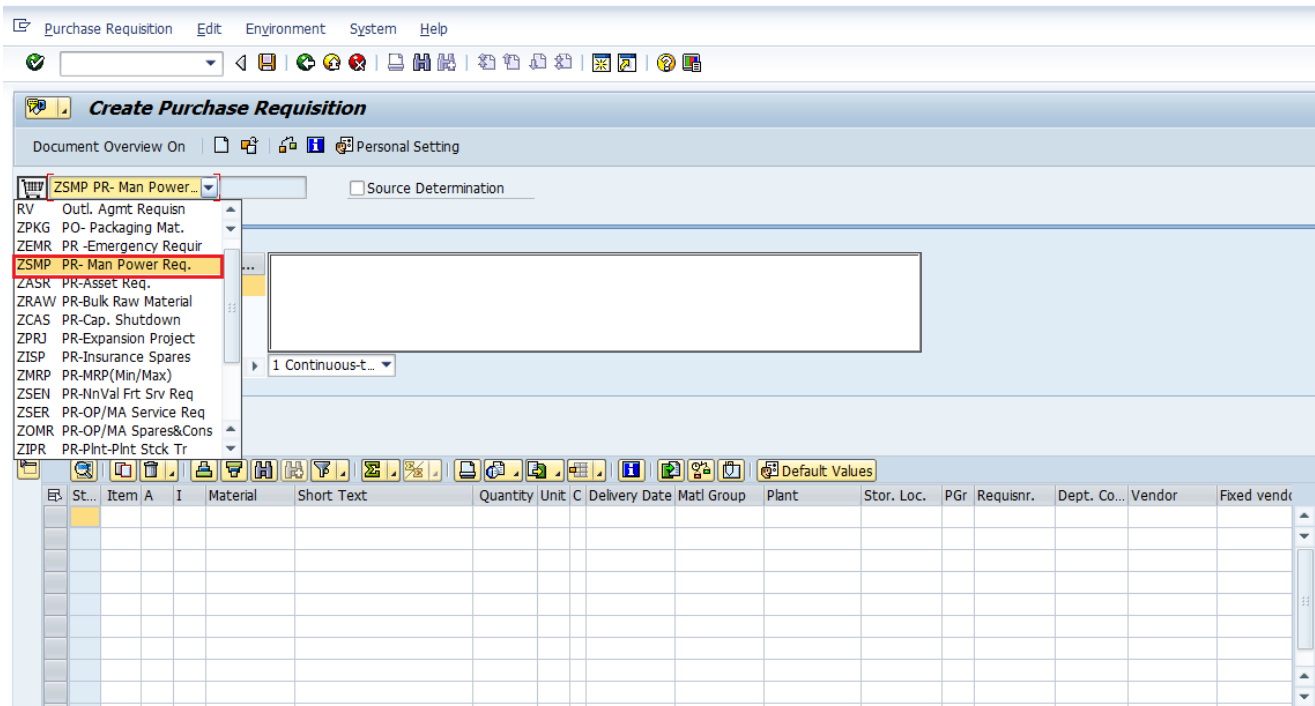 Purchase Requisition Edit Environment System Help
Create Purchase Requisition
Document Overview On Personal Setting
ZSMP PR- Man Power... Source Determination
RV Outl. Agmt Requisn
ZPKG PO- Packaging Mat.
ZEMR PR -Emergency Requir
ZSMP PR- Man Power Req.
...
ZASR PR-Asset Req.
ZRAW PR-Bulk Raw Material
ZCAS PR-Cap. Shutdown
ZPRJ PR-Expansion Project
ZISP PR-Insurance Spares
1 Continuous-t...
ZMRP PR-MRP(Min/Max)
ZSEN PR-NnVal Frt Srv Req
ZSER PR-OP/MA Service Req
ZOMR PR-OP/MA Spares&Cons
ZIPR PR-Plnt-Plnt Stck Tr
Default Values
St... Item A I Material Short Text Quantity Unit C Delivery Date Matl Group Plant Stor. Loc. PGr Requisnr. Dept. Co... Vendor Fixed vendo